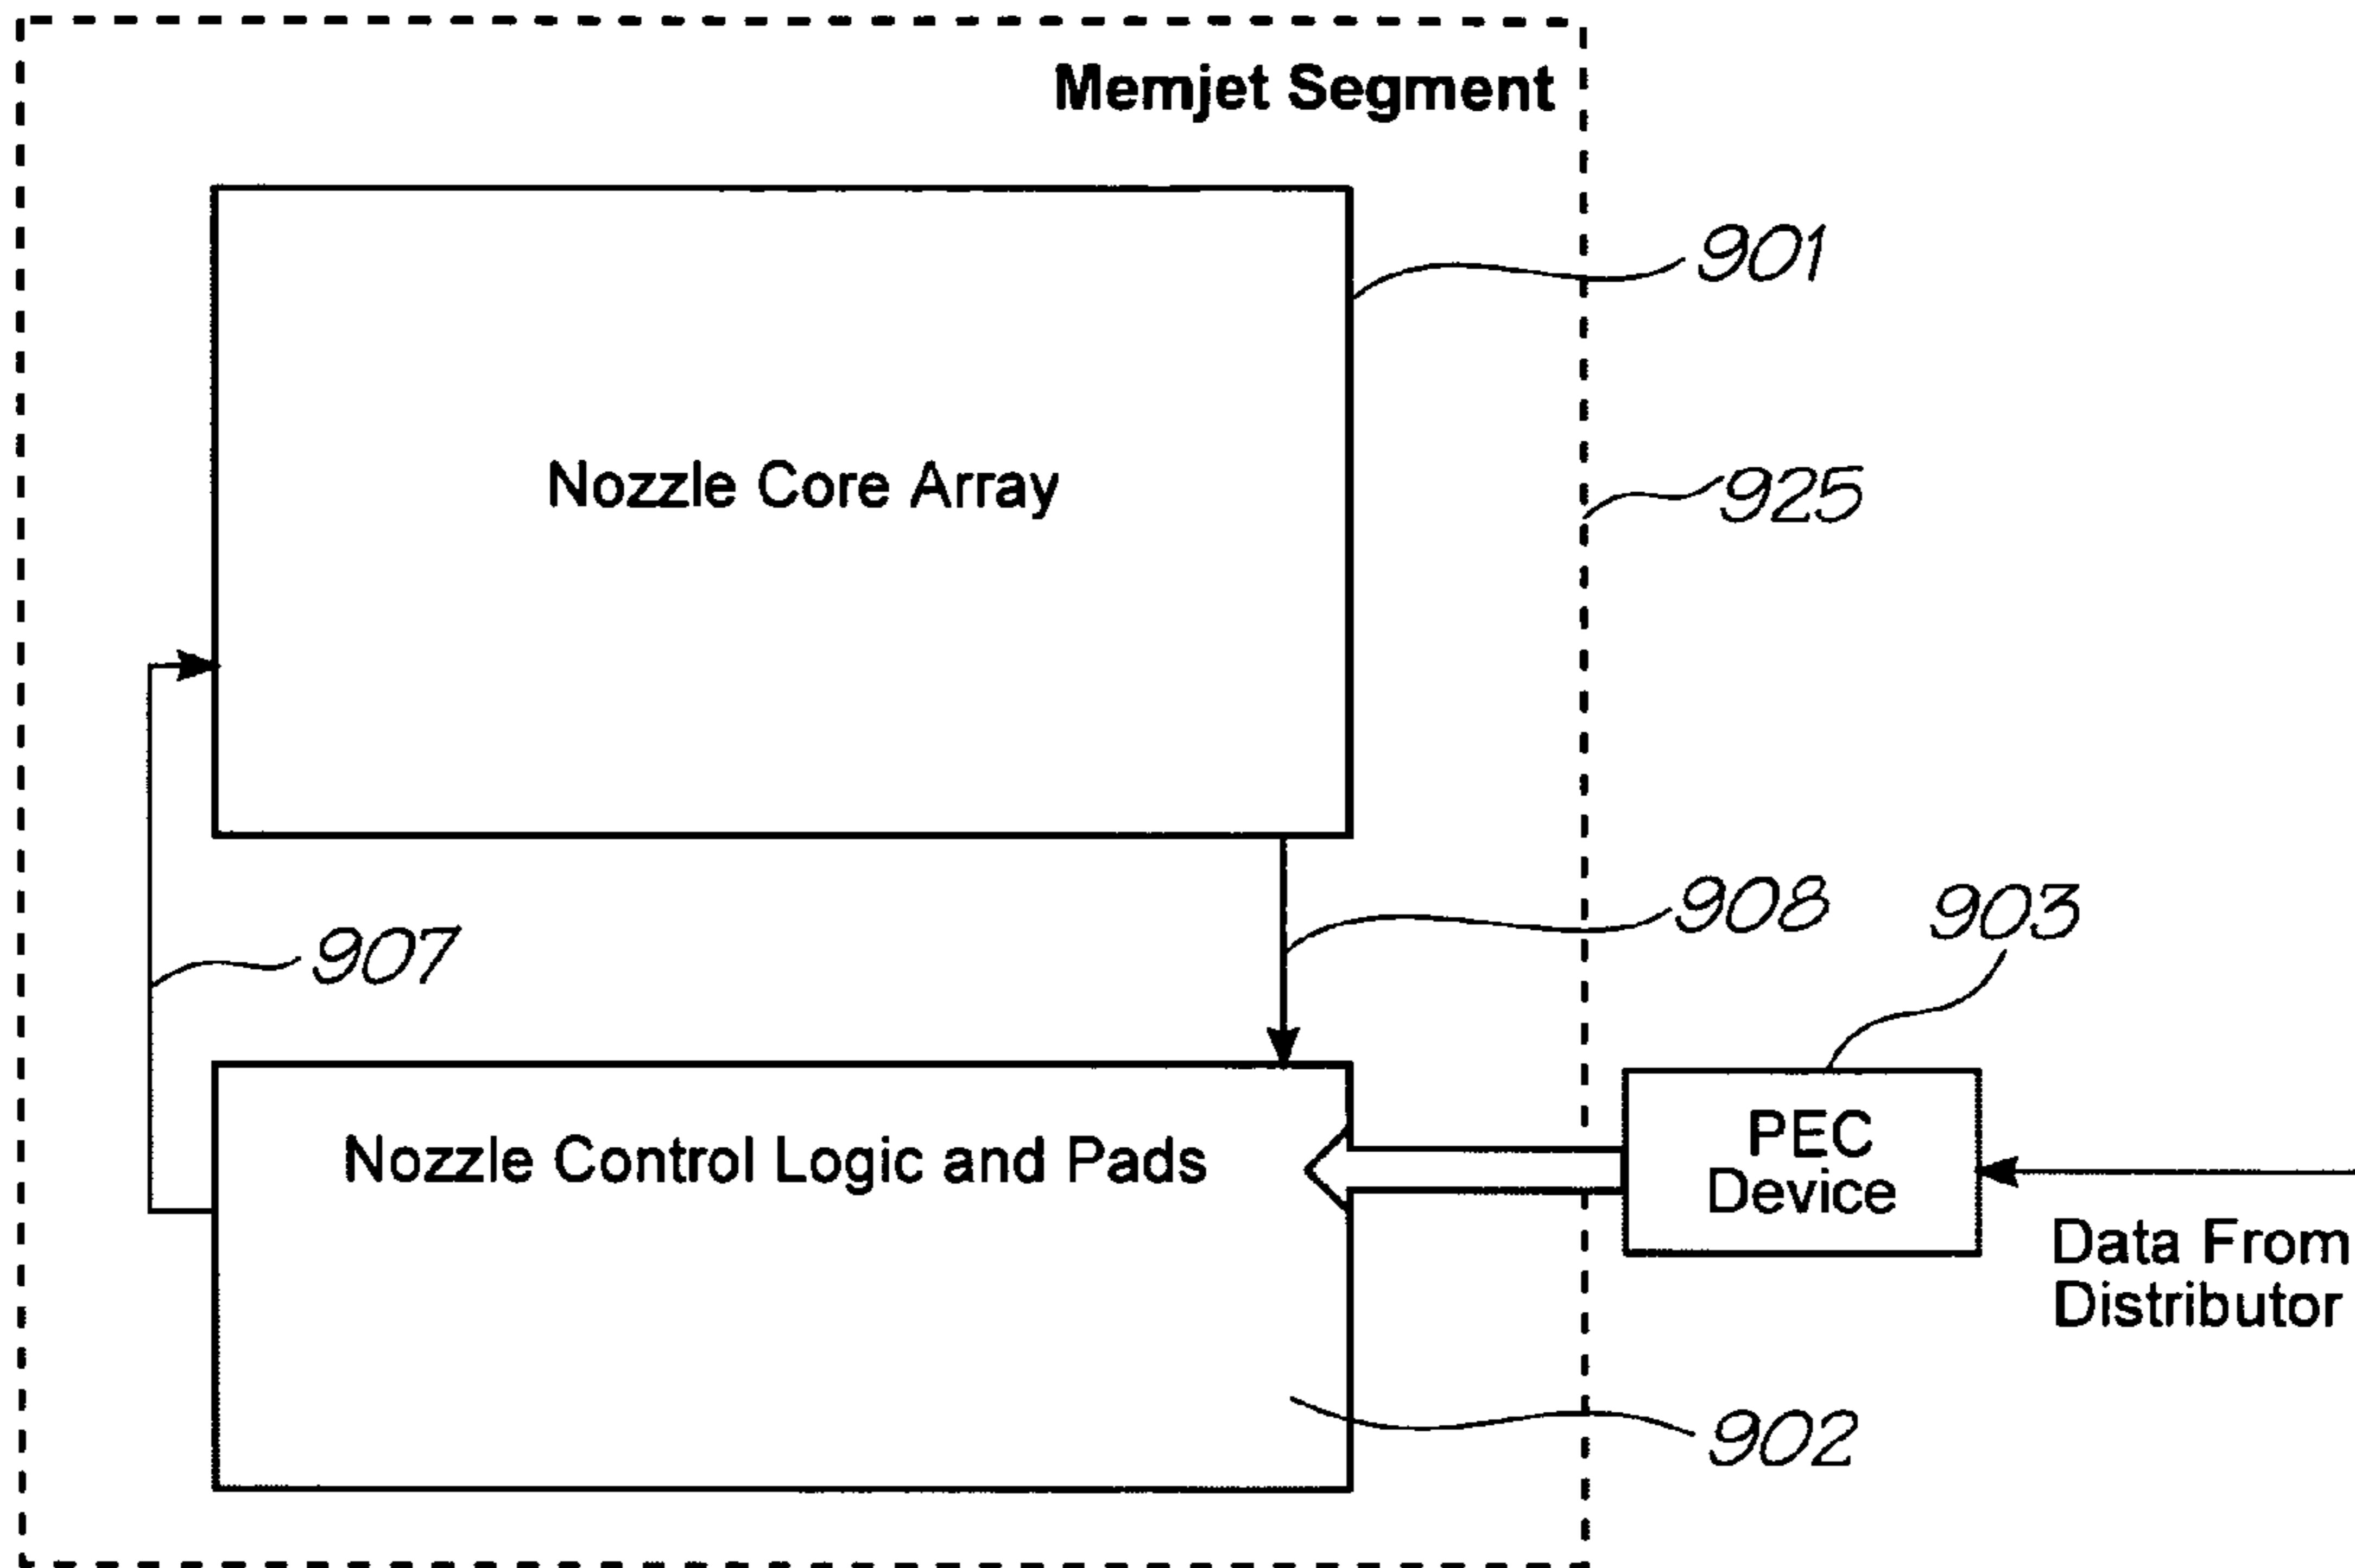 Memjet Segment
901
Nozzle Core Array
925
908
903
907
PEC
Device
Nozzle Control Logic and Pads
Data From
Distributor
902